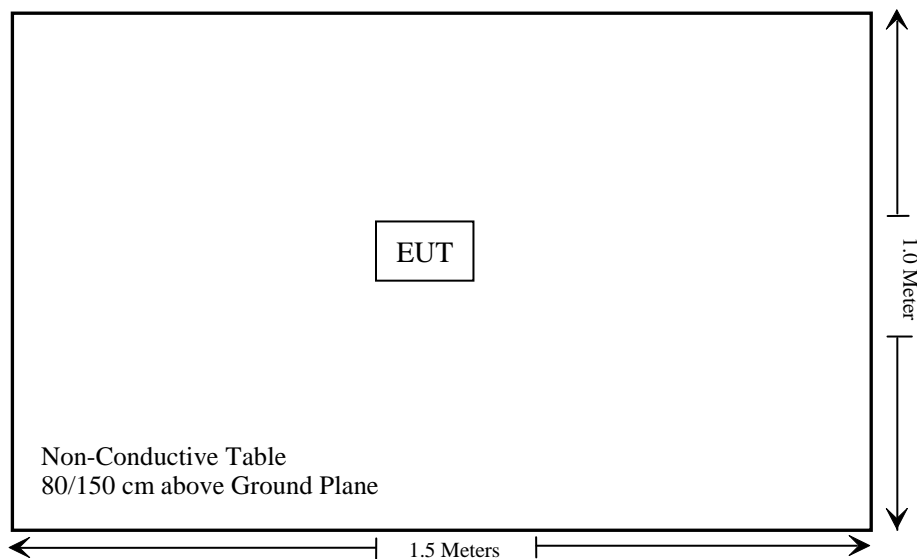 EUT
1.0 Meter
Non-Conductive Table
80/150 cm above Ground Plane
1.5 Meters